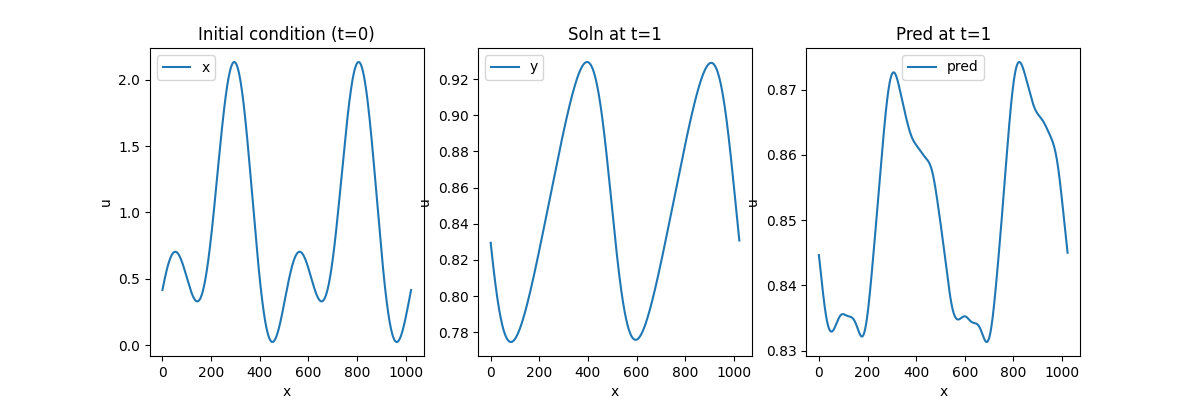 Initial condition (t=0)
x
2.0
1.5
1.0
0.5
0.0
u
0 200 400 600 800 1000
x
Soln at t=1
y
0.92
0.90
0.88
0.86
0.84
0.82
0.80
0.78
u
0 200 400 600 800 1000
x
Pred at t=1
pred
0.87
0.86
0.85
0.84
0.83
u
0 200 400 600 800 1000
x